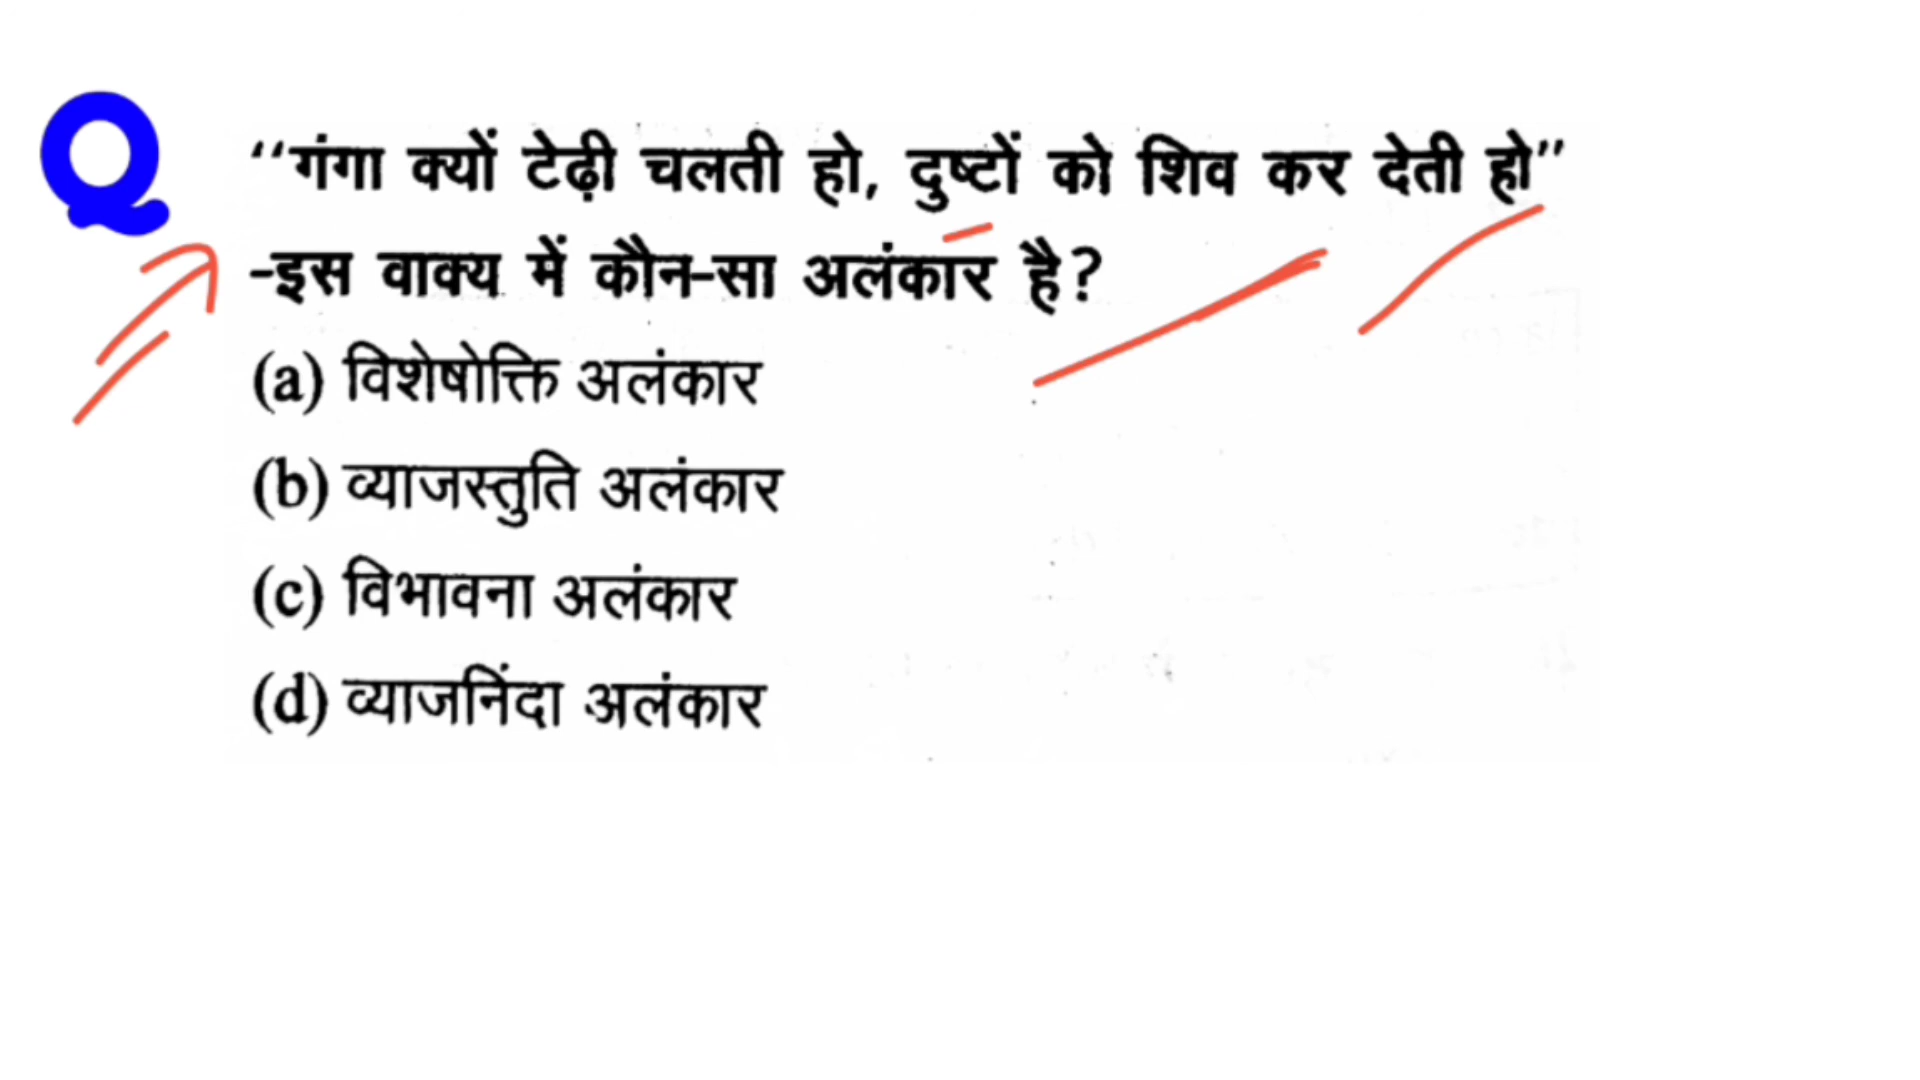 Q
“गंगा क्यों टेढ़ी चलती हो, दुष्टों को शिव कर देती हो”
-इस वाक्य में कौन-सा अलंकार है?
(a) विशेषोक्ति अलंकार
(b) व्याजस्तुति अलंकार
(c) विभावना अलंकार
(d) व्याजनिंदा अलंकार